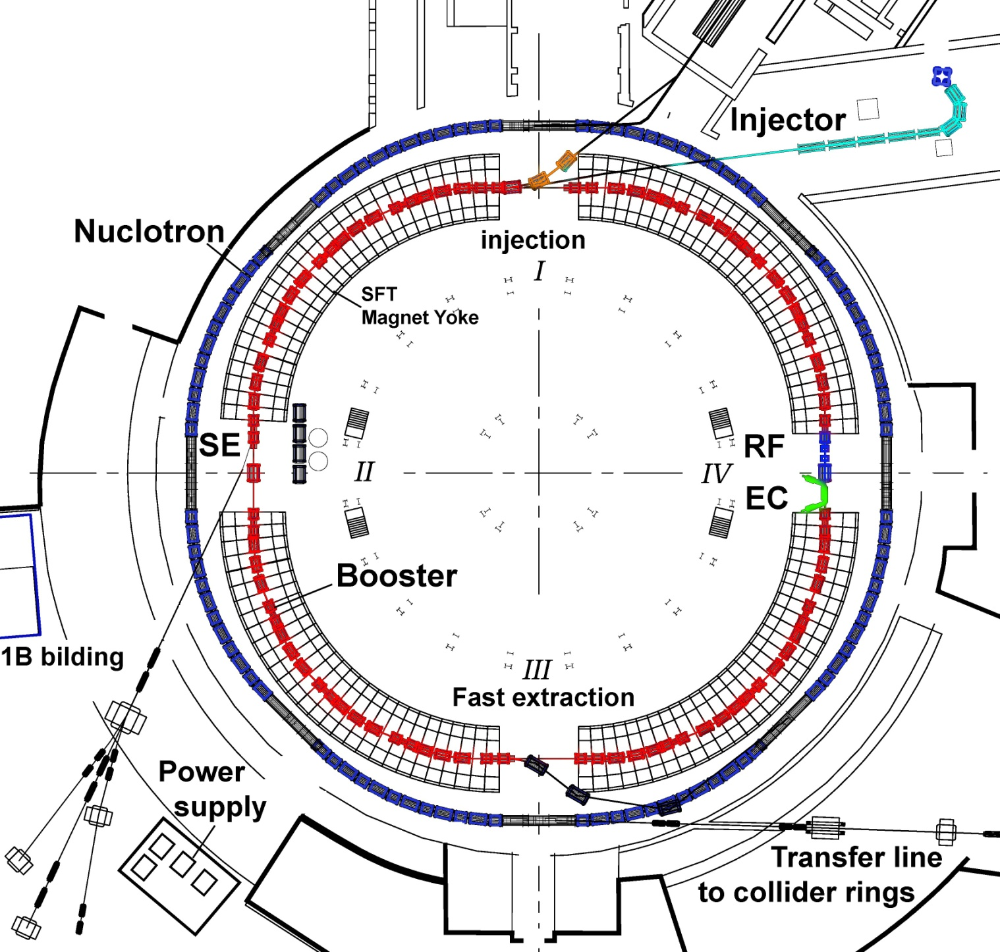 Injector
Nuclotron
injection
I
SFT
Magnet Yoke
SE
II
RF
IV
EC
Booster
1B bilding
III
Fast extraction
Power
supply
Transfer line
to collider rings